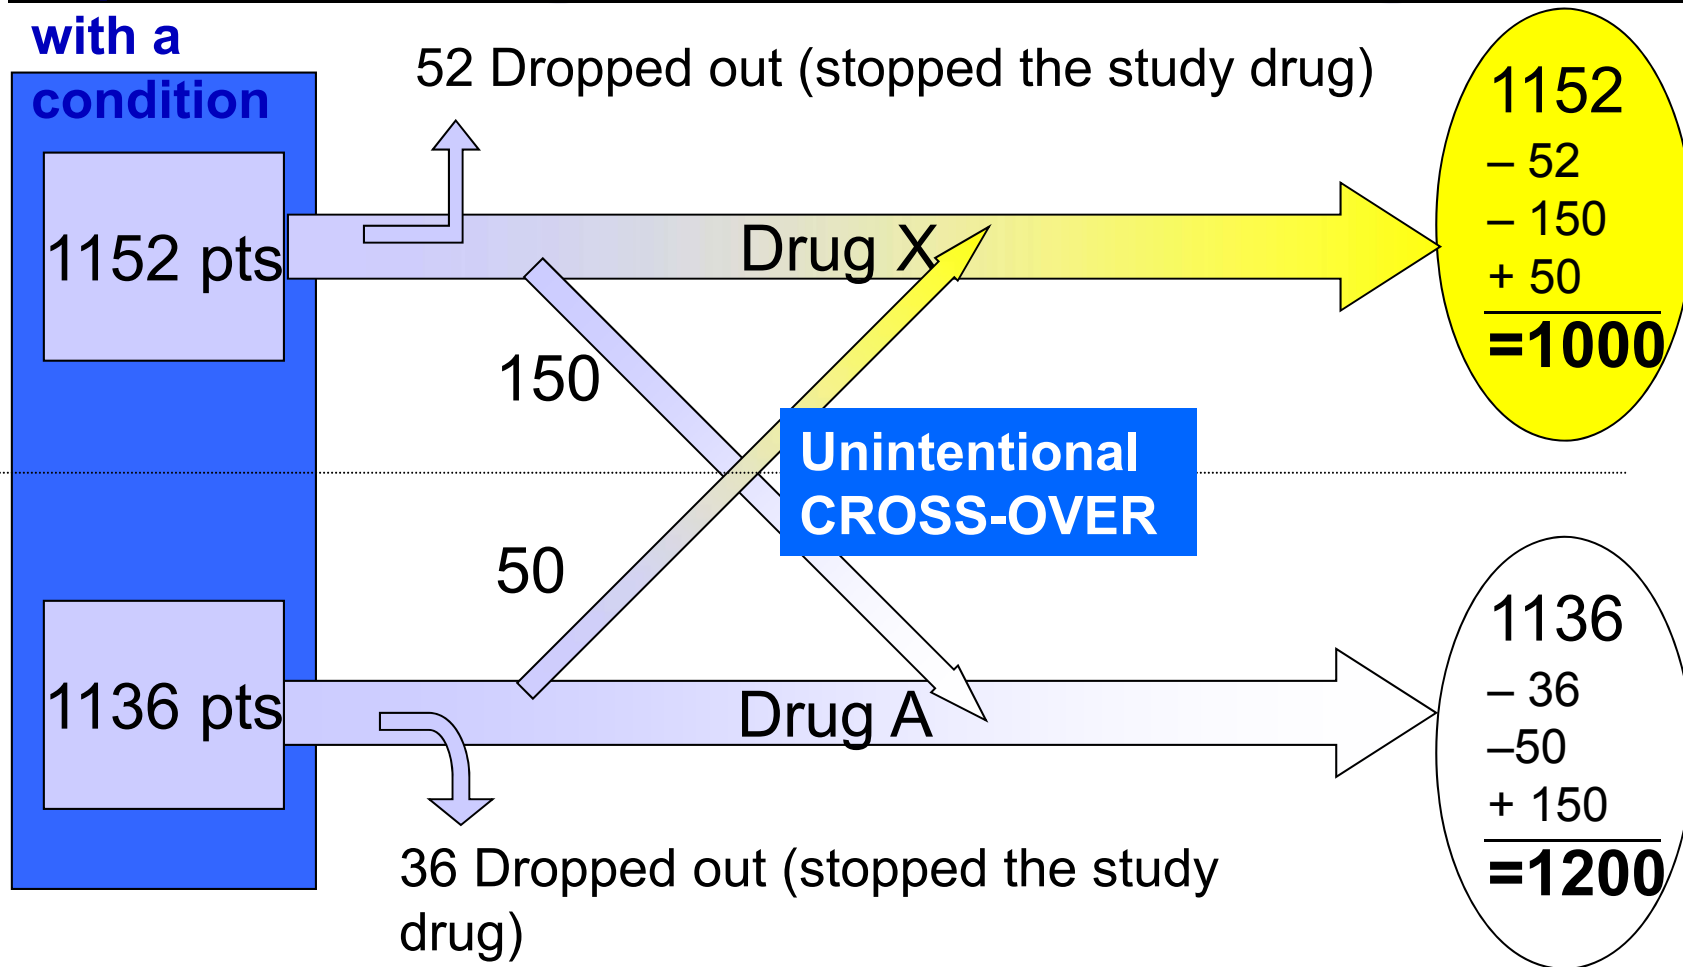 with a
condition
52 Dropped out (stopped the study drug)
1152 pts
Drug X
1152
– 52
– 150
+ 50
=1000
150
Unintentional
CROSS-OVER
50
1136 pts
Drug A
36 Dropped out (stopped the study
drug)
1136
– 36
–50
+ 150
=1200